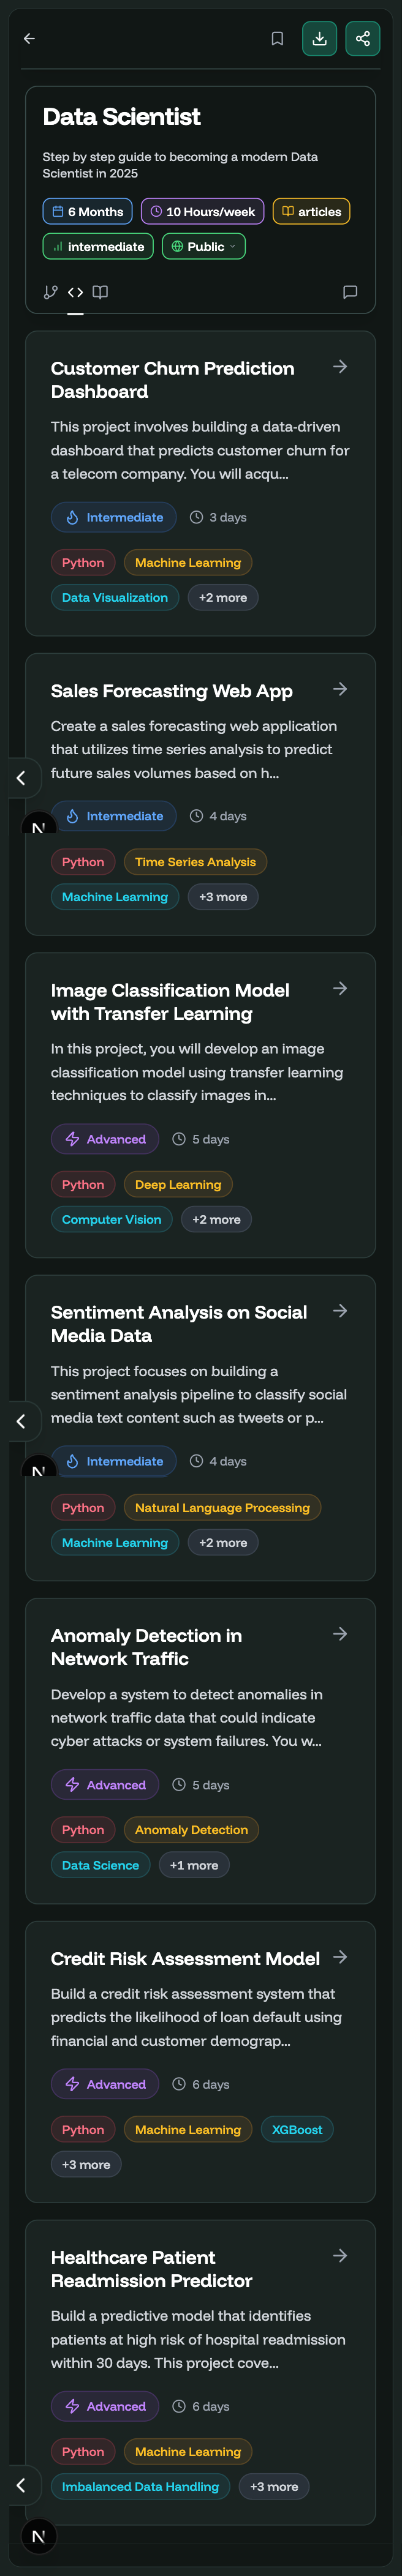 Data Scientist
Step by step guide to becoming a modern Data
Scientist in 2025
6 Months
10 Hours/week
articles
intermediate
Public
Customer Churn Prediction
Dashboard
This project involves building a data-driven
dashboard that predicts customer churn for
a telecom company. You will acqu...
Intermediate
3 days
Python
Machine Learning
Data Visualization
+2 more
Sales Forecasting Web App
Create a sales forecasting web application
that utilizes time series analysis to predict
future sales volumes based on h...
Intermediate
4 days
N
Python
Time Series Analysis
Machine Learning
+3 more
Image Classification Model
with Transfer Learning
In this project, you will develop an image
classification model using transfer learning
techniques to classify images in...
Advanced
5 days
Python
Deep Learning
Computer Vision
+2 more
Sentiment Analysis on Social
Media Data
This project focuses on building a
sentiment analysis pipeline to classify social
media text content such as tweets or p...
Intermediate
4 days
N
Python
Natural Language Processing
Machine Learning
+2 more
Anomaly Detection in
Network Traffic
Develop a system to detect anomalies in
network traffic data that could indicate
cyber attacks or system failures. You w...
Advanced
5 days
Python
Anomaly Detection
Data Science
+1 more
Credit Risk Assessment Model
Build a credit risk assessment system that
predicts the likelihood of loan default using
financial and customer demograp...
Advanced
6 days
Python
Machine Learning
XGBoost
+3 more
Healthcare Patient
Readmission Predictor
Build a predictive model that identifies
patients at high risk of hospital readmission
within 30 days. This project cove...
Advanced
6 days
Python
Machine Learning
Imbalanced Data Handling
+3 more
N